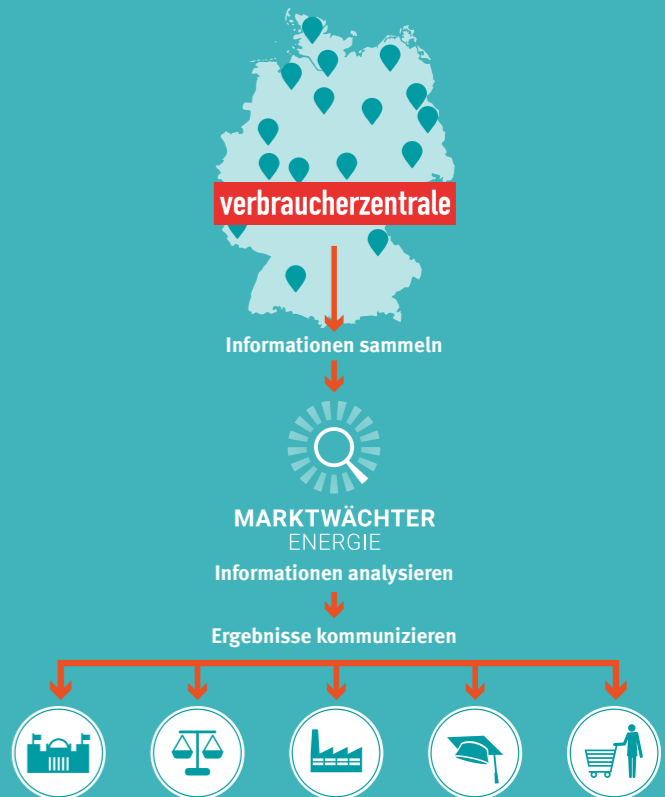 verbraucherzentrale
Informationen sammeln
MARKTWÄCHTER
ENERGIE
Informationen analysieren
Ergebnisse kommunizieren